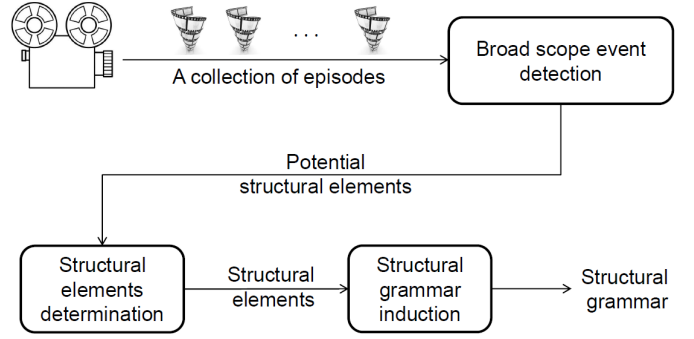 . . .
A collection of episodes
Broad scope event
detection
Potential
structural elements
Structural
elements
determination
Structural
elements
Structural
grammar
induction
Structural
grammar